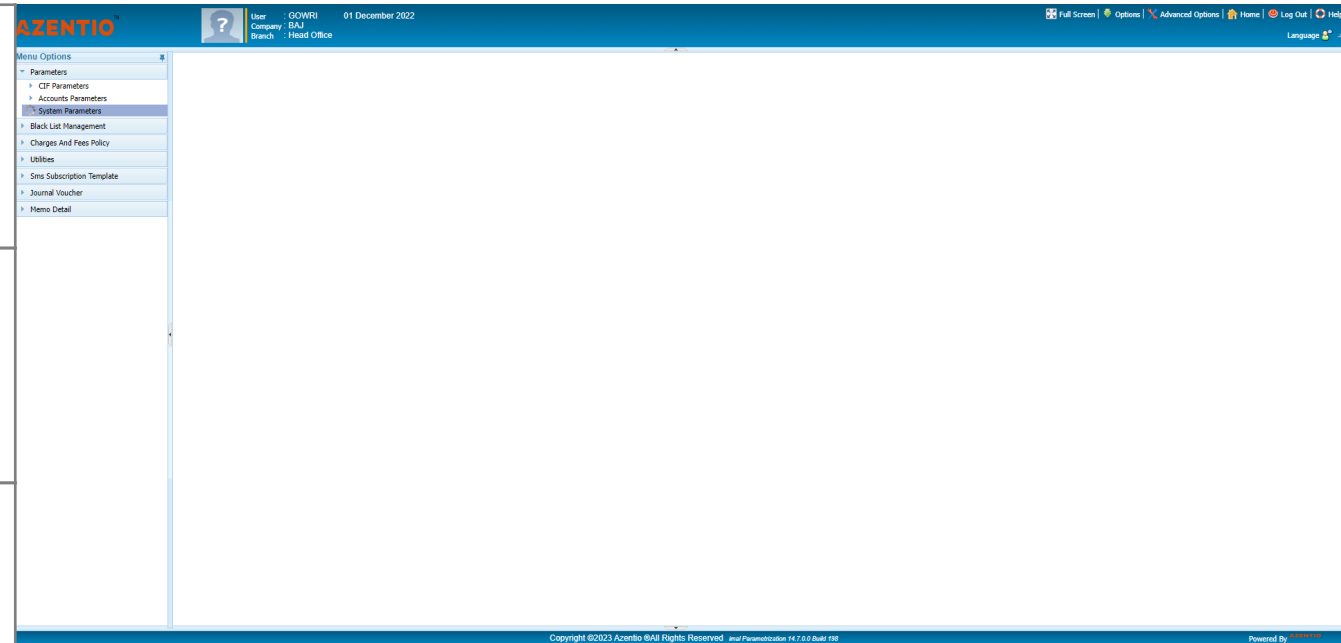 AZENTIO
User : GOWRI 01 December 2022
Company : BAJ
Branch : Head Office
Full Screen | Options | Advanced Options | Home | Log Out | Help
Language
Menu Options
Parameters
CIF Parameters
Accounts Parameters
System Parameters
Black List Management
Charges And Fees Policy
Utilities
Sms Subscription Template
Journal Voucher
Memo Detail
Copyright ©2023 Azentio ®All Rights Reserved imal Parametrization 14.7.0.0 Build 198
Powered By AZENTIO